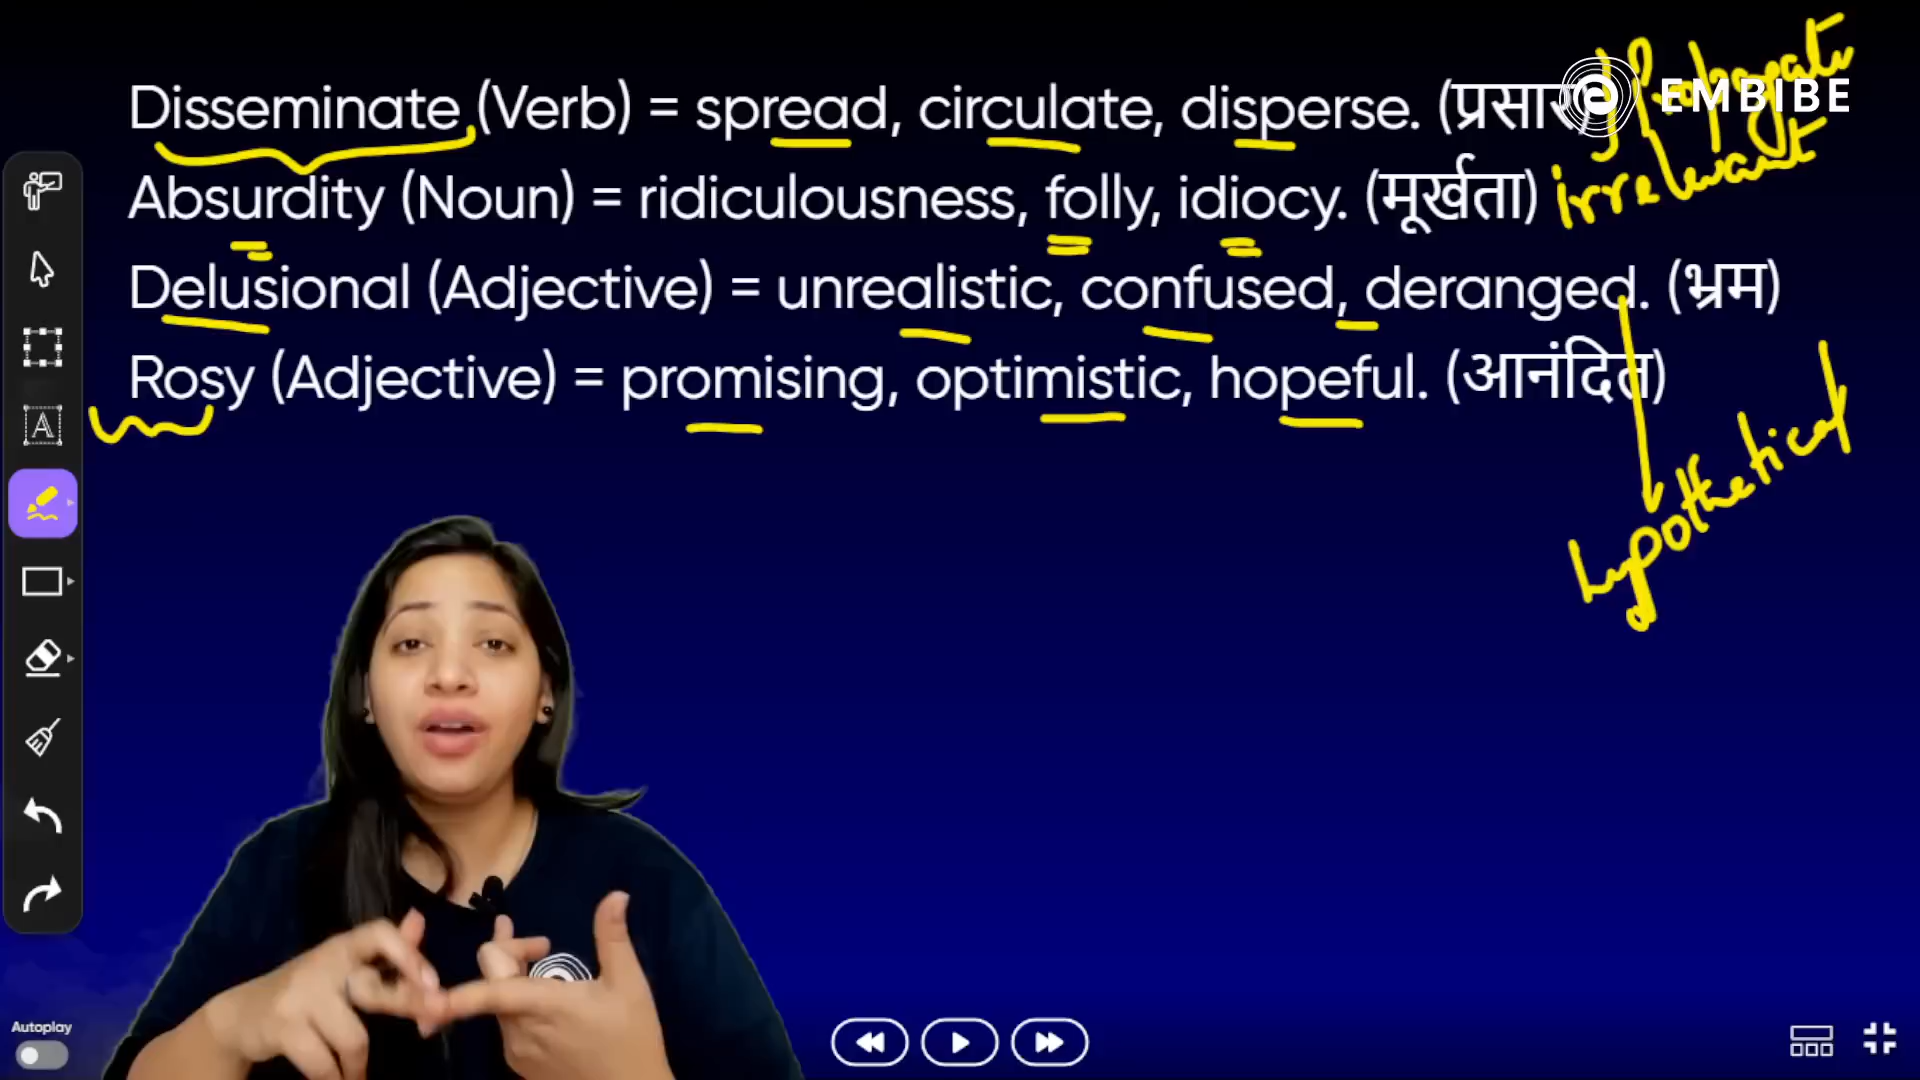 Disseminate (Verb) = spread, circulate, disperse. (प्रसार
EMBIBE
irrelevant
Absurdity (Noun) = ridiculousness, folly, idiocy. (मूर्खता)
Delusional (Adjective) = unrealistic, confused, deranged. (भ्रम)
Rosy (Adjective) = promising, optimistic, hopeful. (आनंदित)
hypothetical
A
Autoplay